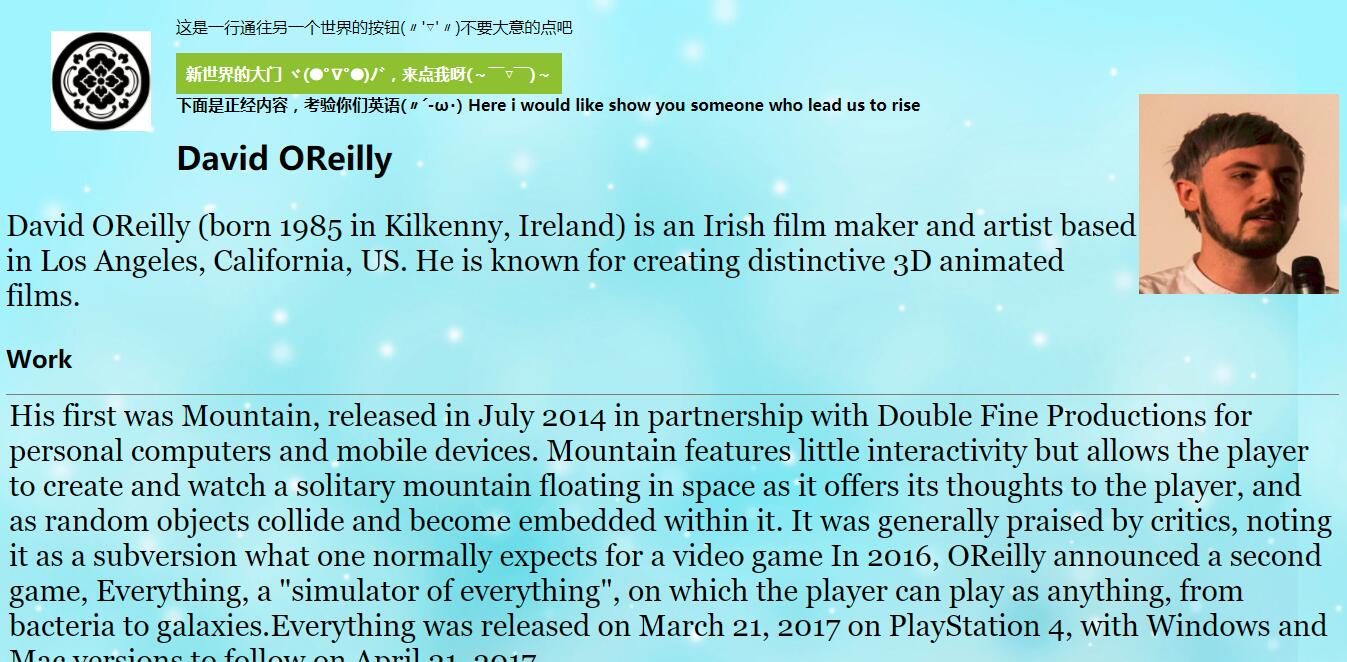 这是一行通往另一个世界的按钮(〃'▽'〃)不要大意的点吧
新世界的大门 ヾ(●°∇°●)ﾉﾞ，来点我呀(～￣▽￣)～
下面是正经内容，考验你们英语(〃´-ω･) Here i would like show you someone who lead us to rise
David OReilly
David OReilly (born 1985 in Kilkenny, Ireland) is an Irish film maker and artist based
in Los Angeles, California, US. He is known for creating distinctive 3D animated
films.
Work
His first was Mountain, released in July 2014 in partnership with Double Fine Productions for
personal computers and mobile devices. Mountain features little interactivity but allows the player
to create and watch a solitary mountain floating in space as it offers its thoughts to the player, and
as random objects collide and become embedded within it. It was generally praised by critics, noting
it as a subversion what one normally expects for a video game In 2016, OReilly announced a second
game, Everything, a "simulator of everything", on which the player can play as anything, from
bacteria to galaxies.Everything was released on March 21, 2017 on PlayStation 4, with Windows and
Mac versions to follow on April 21, 2017